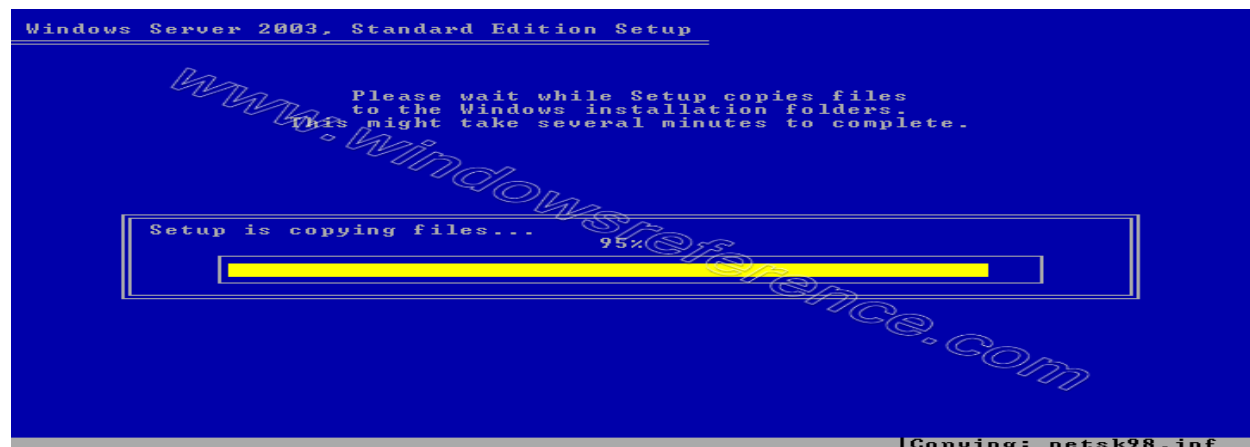 Windows Server 2003, Standard Edition Setup
Please wait while Setup copies files
to the Windows installation folders.
This might take several minutes to complete.
www.windowsreference.com
Setup is copying files...
95%
Copying: netsk98.inf